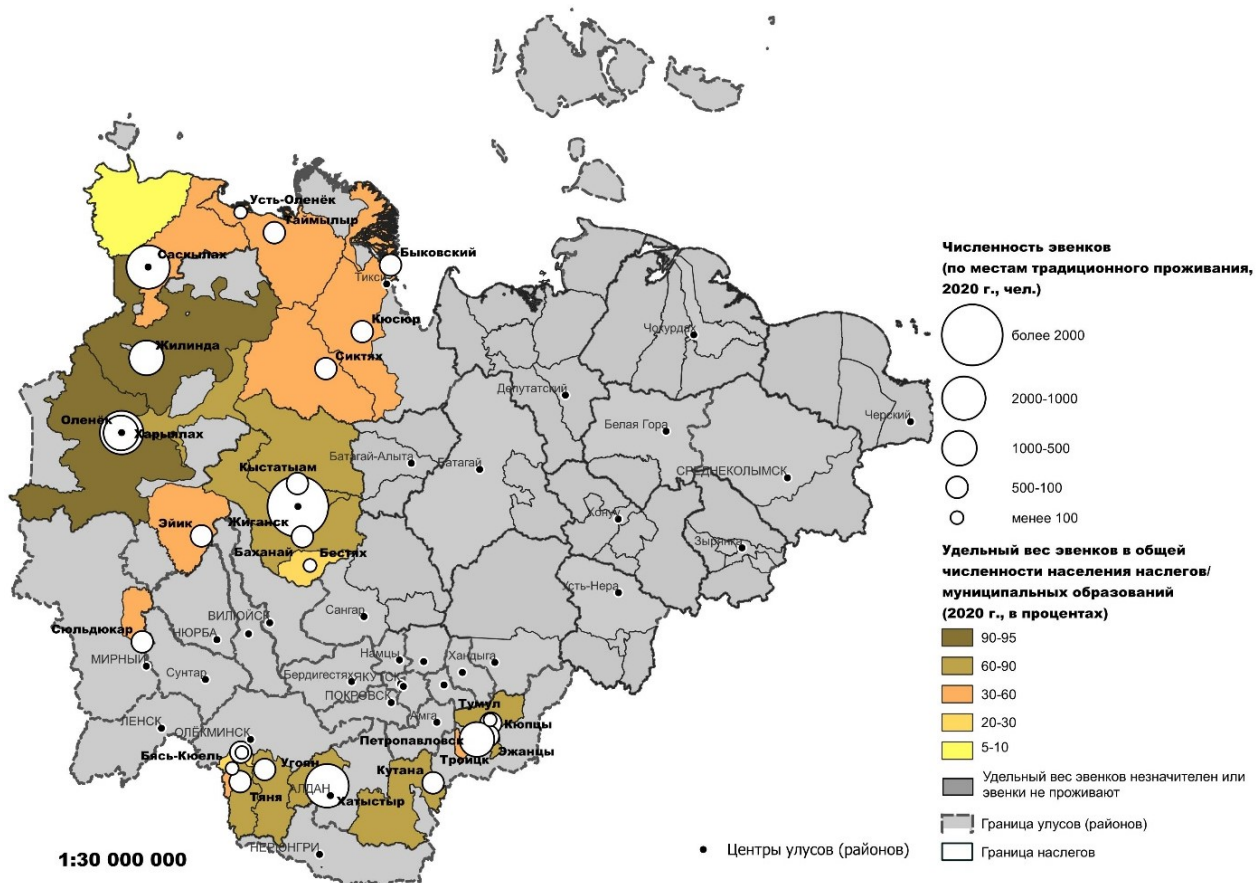 Усть-Оленёк
Таймылыр
Саскылах
Быковский
Тикси
Кюсюр
Жилинда
Сиктях
Чокурдах
Делутатский
Черский
Оленёк
Харыялах
Белая Гора
Батагай-Алыта
Батагай
Кыстатыам
СРЕДНЕКОЛЫМСК
Эйик
Жиганск
Хонуу
Баханай
Бестях
Зырянка
Усть-Нера
Сангар
ВИЛЮЙСК
Сюльдюкар
НЮРБА
МИРНЫЙ
Сунтар
Намцы
Хандыга
Бердигестях
ЯКУТСК
ПОКРОВСК
Тумул
Амга
Кюпцы
ЛЕНСК
ОЛЁКМИНСК
Петропавловск
Эжанцы
Троицк
Бясь-Кюель
Угоян
Кутана
Тяня
АЛДАН
Хатыстыр
НЕРЮНГРИ
1:30 000 000
Численность эвенков
(по местам традиционного проживания,
2020 г., чел.)
более 2000
2000-1000
1000-500
500-100
менее 100
Удельный вес эвенков в общей
численности населения наслегов/
муниципальных образований
(2020 г., в процентах)
90-95
60-90
30-60
20-30
5-10
Удельный вес эвенков незначителен или
эвенки не проживают
Граница улусов (районов)
Граница наслегов
Центры улусов (районов)